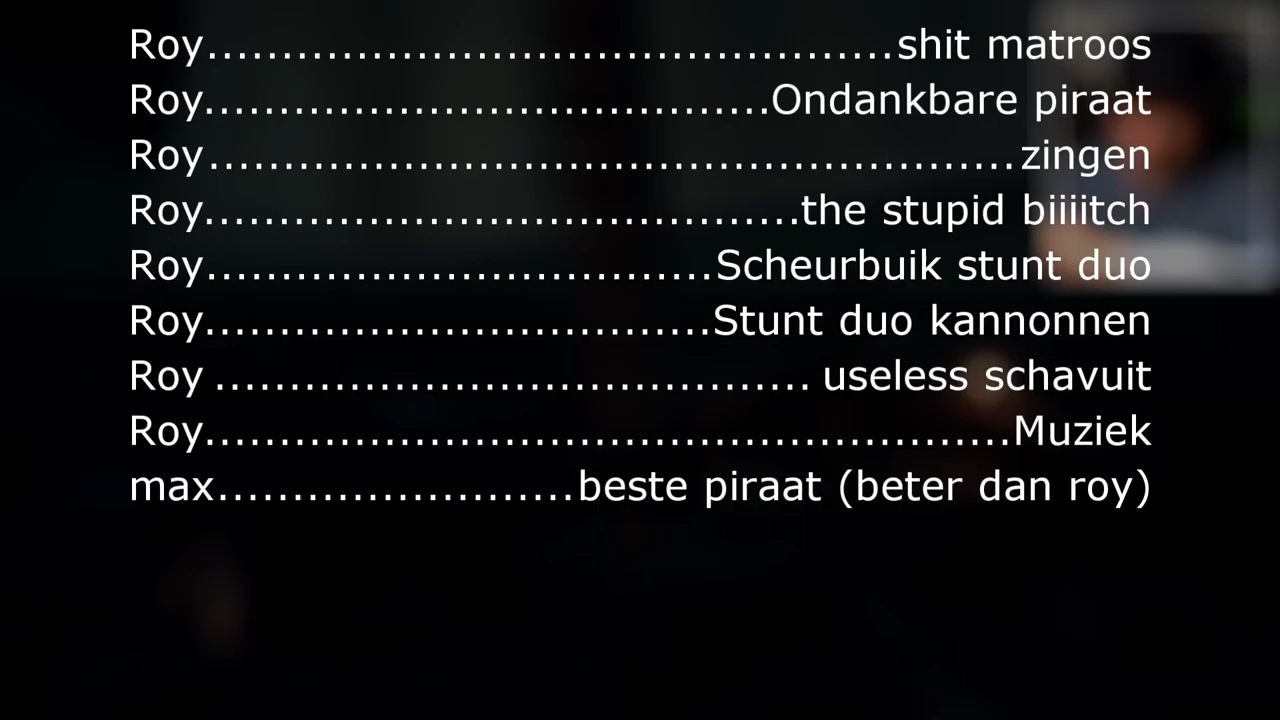 Roy..............................................shit matroos
Roy......................................Ondankbare piraat
Roy......................................................zingen
Roy........................................the stupid biiiitch
Roy..................................Scheurbuik stunt duo
Roy..................................Stunt duo kannonnen
Roy ........................................ useless schavuit
Roy......................................................Muziek
max........................beste piraat (beter dan roy)